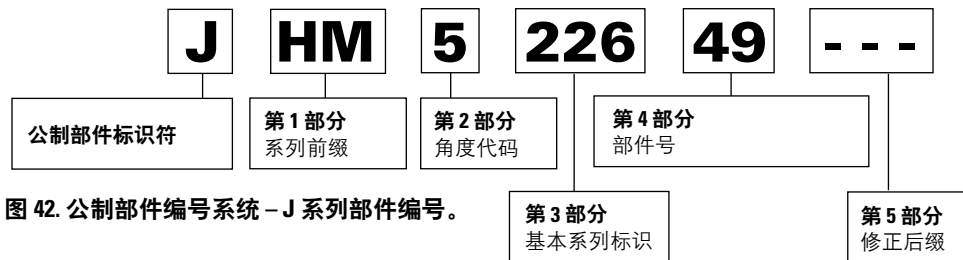 J HM 5 226 49 ---
公制部件标识符
第1部分
系列前缀
第2部分
角度代码
第4部分
部件号
图 42. 公制部件编号系统 – J 系列部件编号。
第3部分
基本系列标识
第5部分
修正后缀